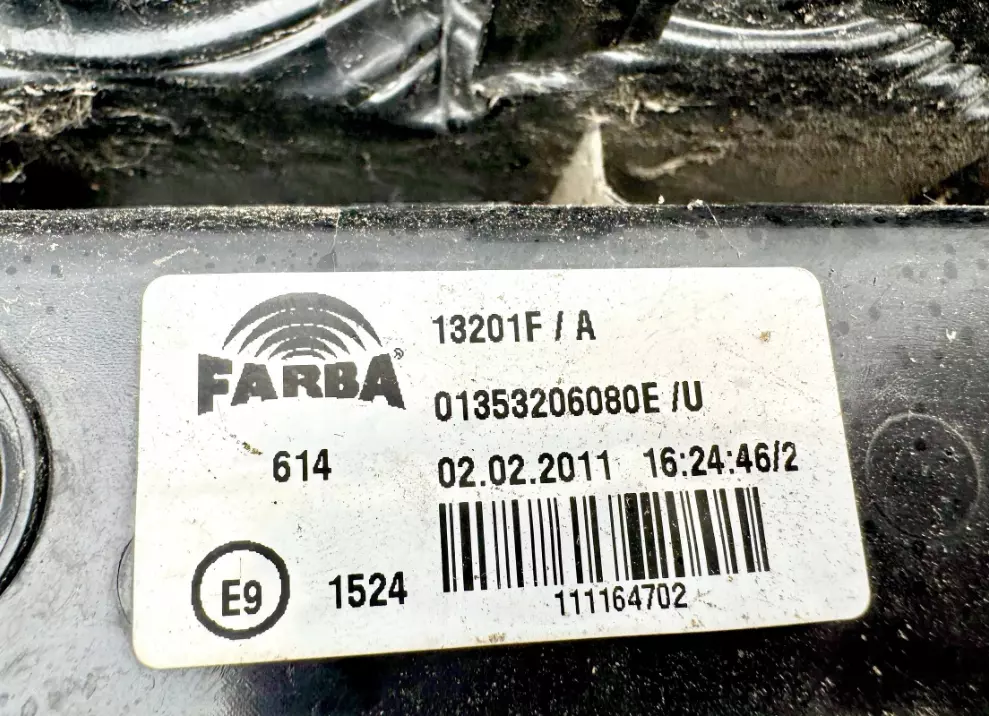 FARBA®
13201F / A
01353206080E /U
614
02.02.2011 16:24:46/2
E9
1524
111164702